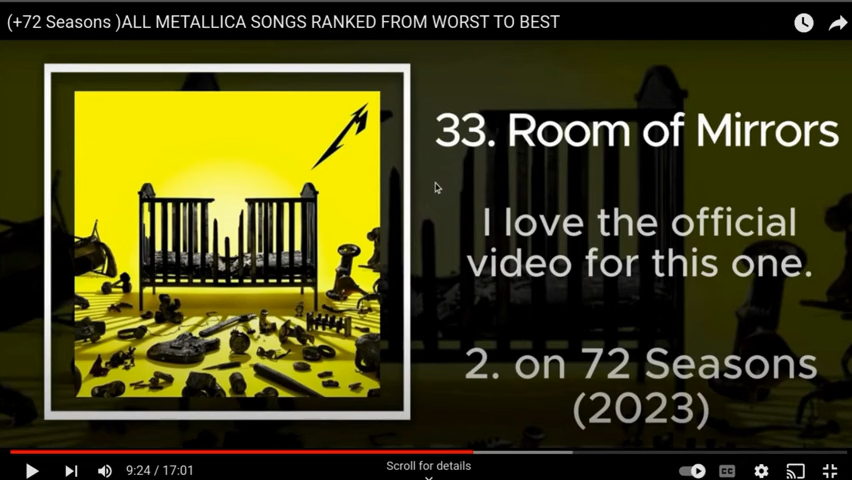 (+72 Seasons )ALL METALLICA SONGS RANKED FROM WORST TO BEST
33. Room of Mirrors
I love the official
video for this one.
2. on 72 Seasons
(2023)
9:24 / 17:01
Scroll for details
CC